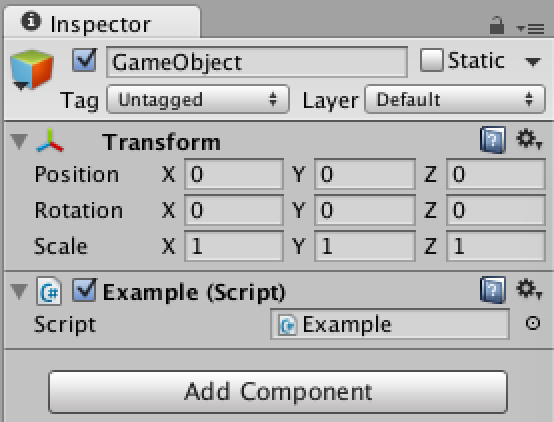 Inspector
GameObject Static
Tag Untagged Layer Default
Transform
Position X 0 Y 0 Z 0
Rotation X 0 Y 0 Z 0
Scale X 1 Y 1 Z 1
C# Example (Script)
Script C# Example
Add Component